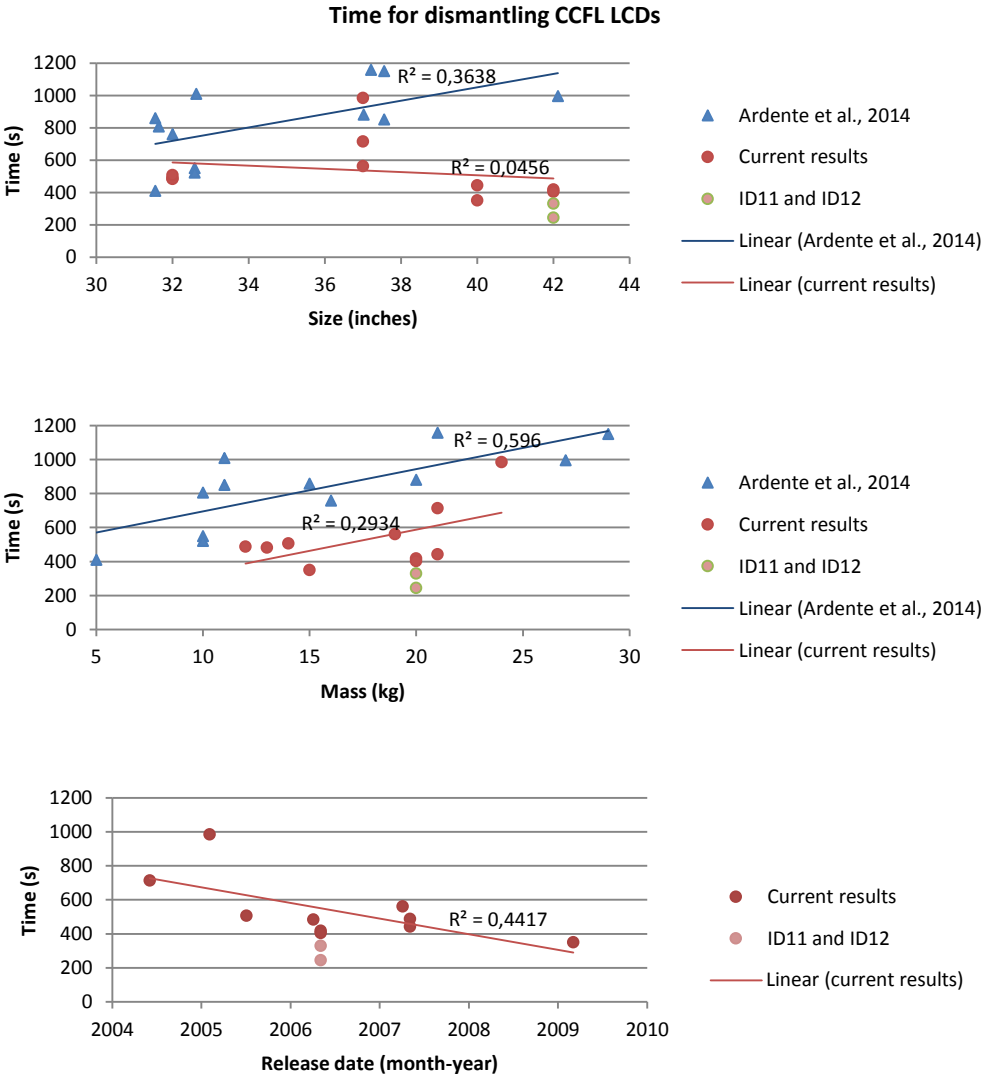 Time for dismantling CCFL LCDs
1200
1000
800
600
400
200
0
Time (s)
R² = 0,3638
R² = 0,0456
30 32 34 36 38 40 42 44
Size (inches)
Ardente et al., 2014
Current results
ID11 and ID12
Linear (Ardente et al., 2014)
Linear (current results)
1200
1000
800
600
400
200
0
Time (s)
R² = 0,596
R² = 0,2934
5 10 15 20 25 30
Mass (kg)
Ardente et al., 2014
Current results
ID11 and ID12
Linear (Ardente et al., 2014)
Linear (current results)
1200
1000
800
600
400
200
0
Time (s)
R² = 0,4417
2004 2005 2006 2007 2008 2009 2010
Release date (month-year)
Current results
ID11 and ID12
Linear (current results)